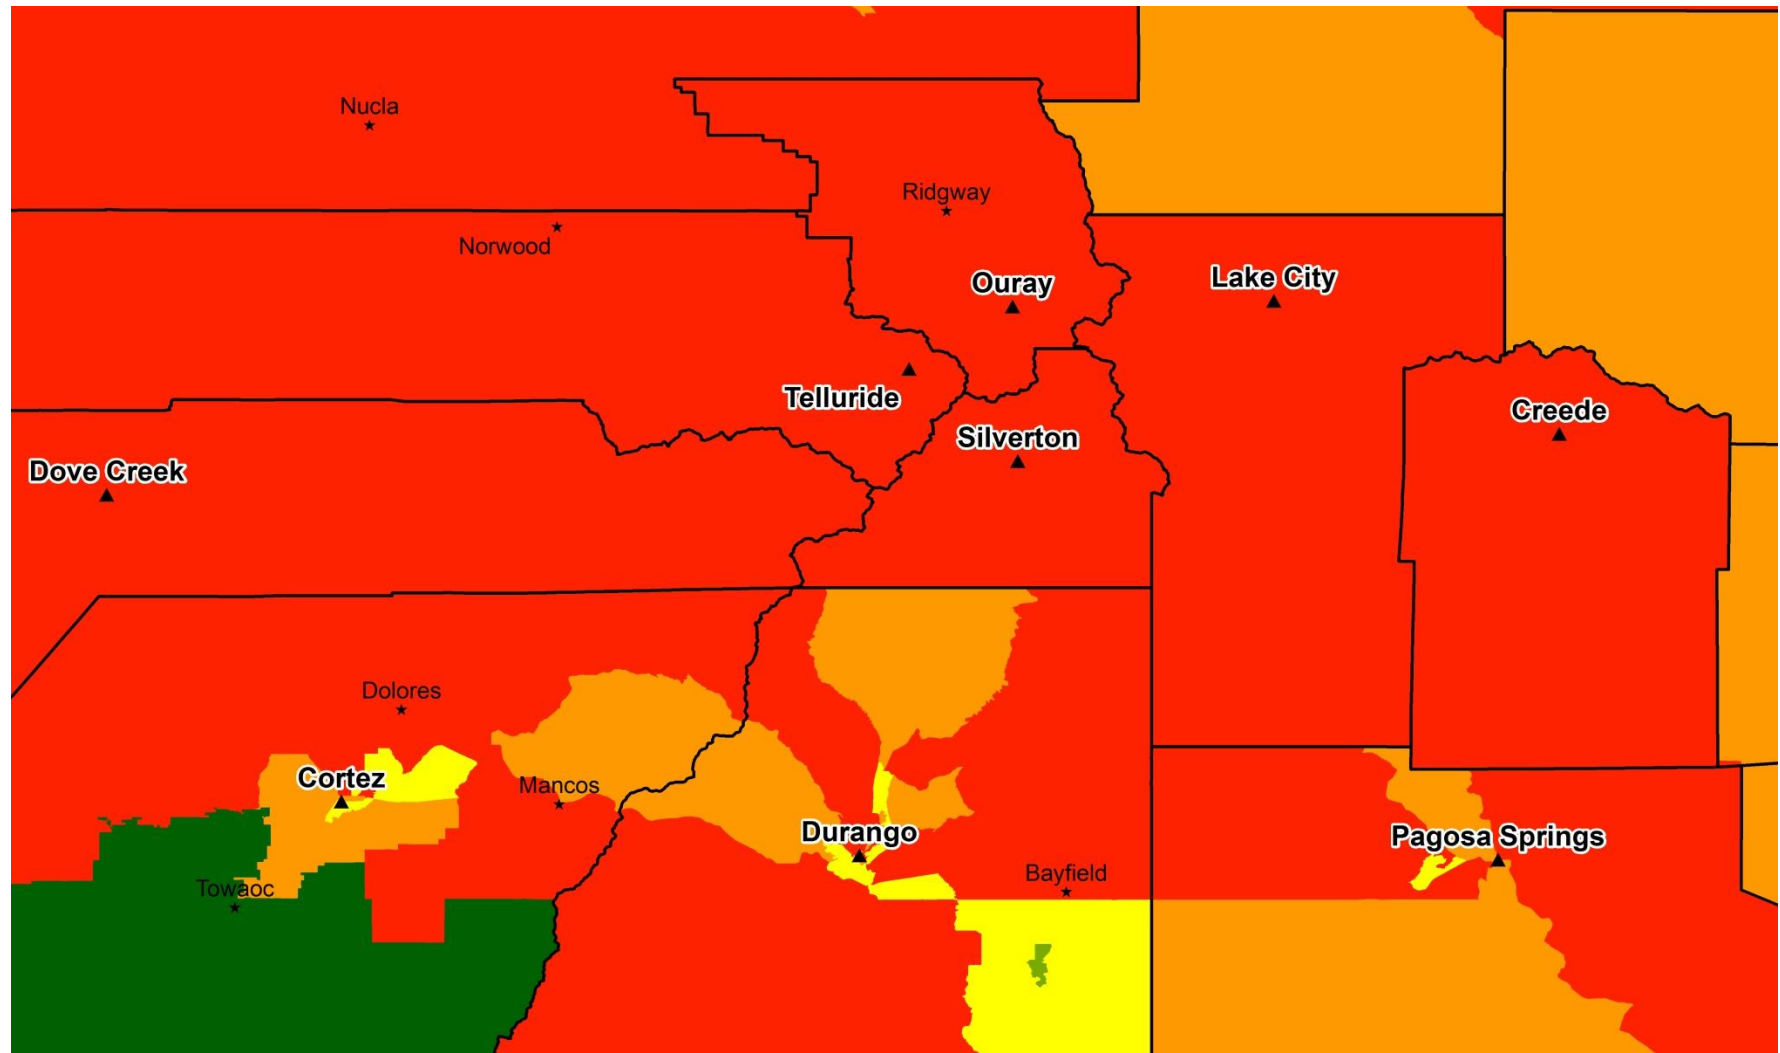 Nucla
Ridgway
Norwood
Lake City
Ouray
Telluride
Creede
Silverton
Dove Creek
Dolores
Cortez
Mancos
Durango
Pagosa Springs
Bayfield
Towaoc